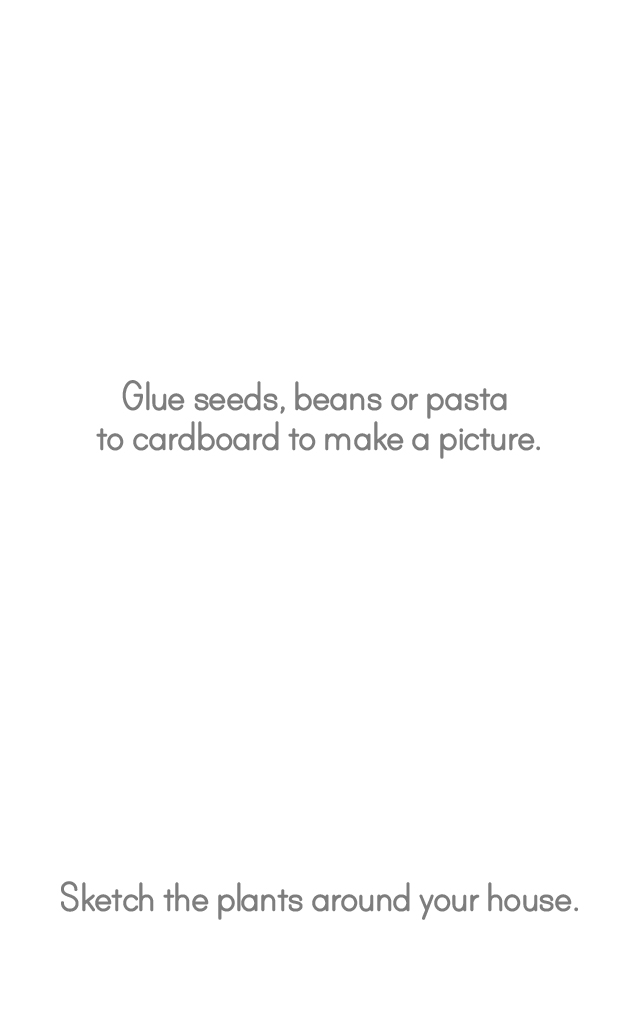 Glue seeds, beans or pasta
to cardboard to make a picture.
Sketch the plants around your house.